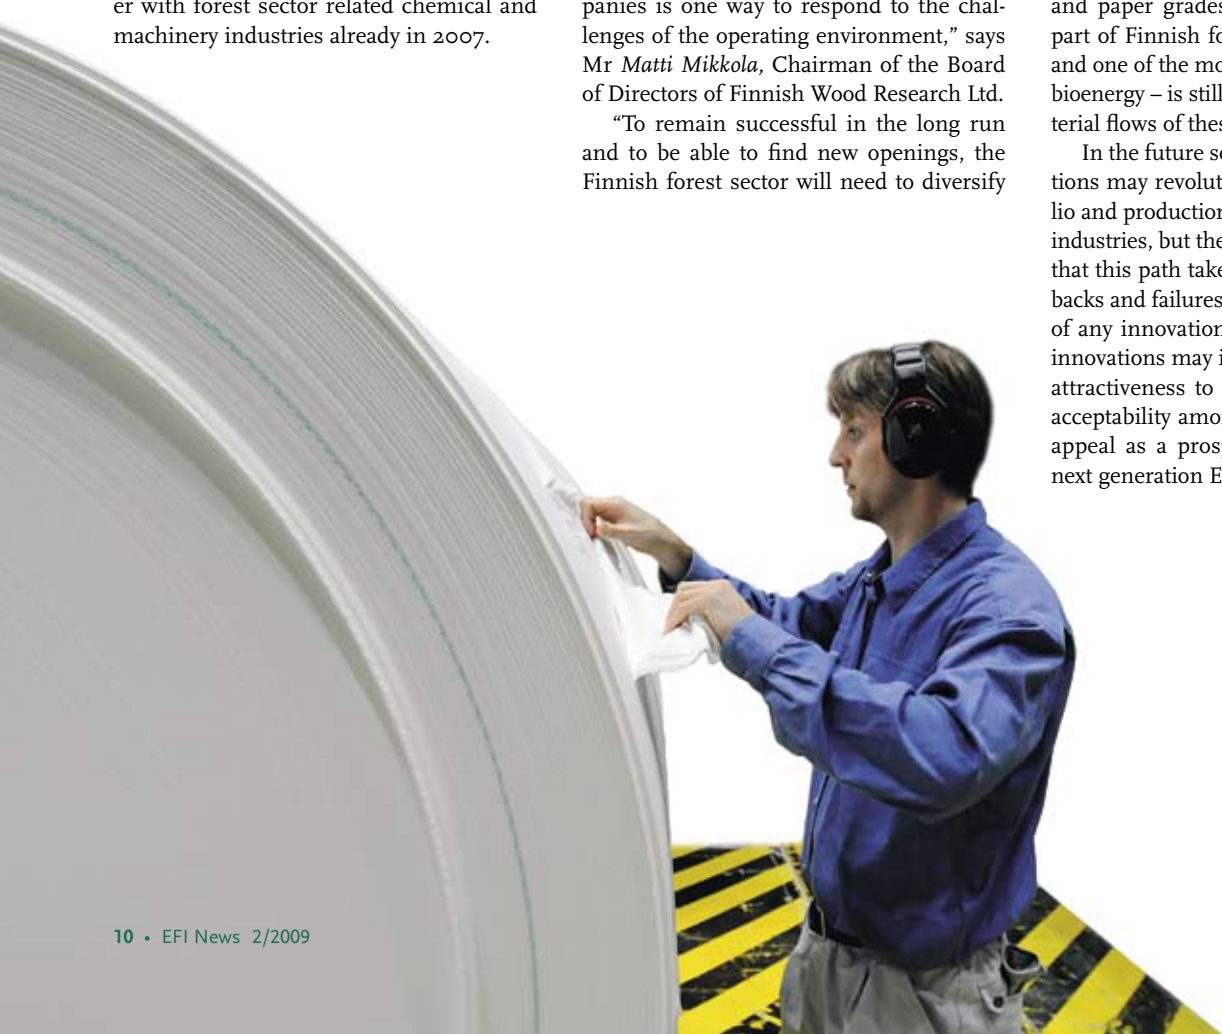 er with forest sector related chemical and
machinery industries already in 2007.
panies is one way to respond to the chal-
lenges of the operating environment,” says
Mr Matti Mikkola, Chairman of the Board
of Directors of Finnish Wood Research Ltd.
“To remain successful in the long run
and to be able to find new openings, the
Finnish forest sector will need to diversify
and paper grades
part of Finnish fo
and one of the mo
bioenergy – is still
terial flows of thes
In the future so
tions may revolut
lio and production
industries, but the
that this path take
backs and failures
of any innovation
innovations may i
attractiveness to
acceptability amo
appeal as a prosp
next generation E
10 • EFI News 2/2009